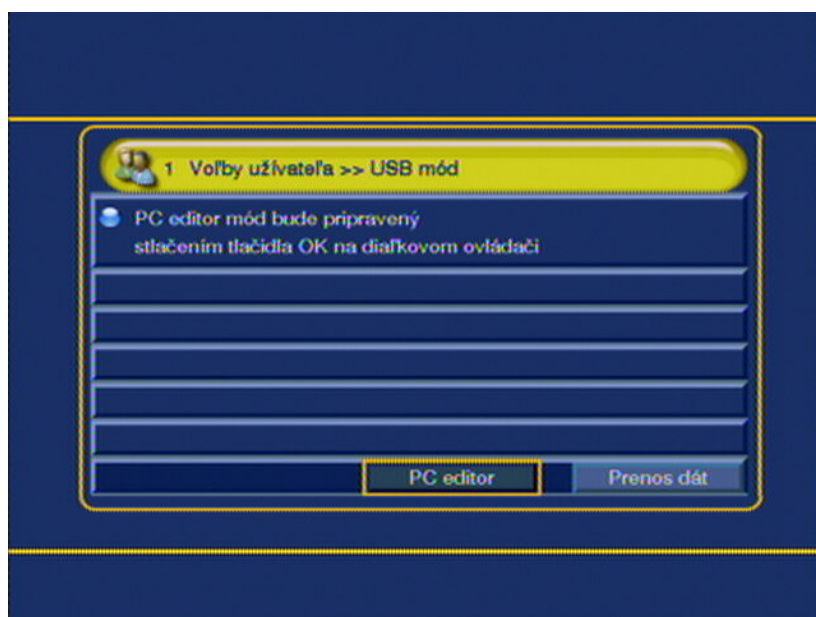 1 Voľby užívateľa >> USB mód
PC editor mód bude pripravený
stlačením tlačidla OK na diaľkovom ovládači
PC editor
Prenos dát